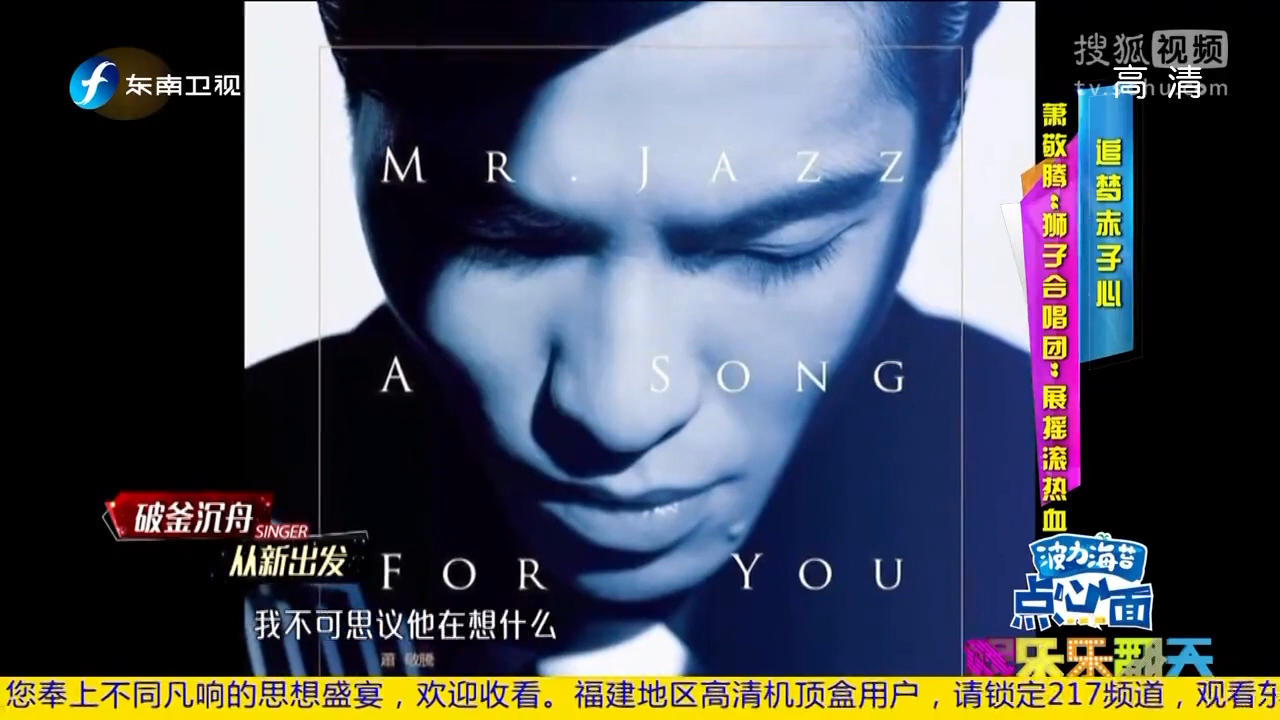 搜狐视频
tv.sohu.com
高清
东南卫视
追梦赤子心
萧敬腾:狮子合唱团:展摇滚热血
MR. JAZZ
A SONG
FOR YOU
破釜沉舟
SINGER
从新出发
我不可思议他在想什么
蕭 敬騰
波力海苔
点心面
娱乐乐翻天
您奉上不同凡响的思想盛宴，欢迎收看。福建地区高清机顶盒用户，请锁定217频道，观看东